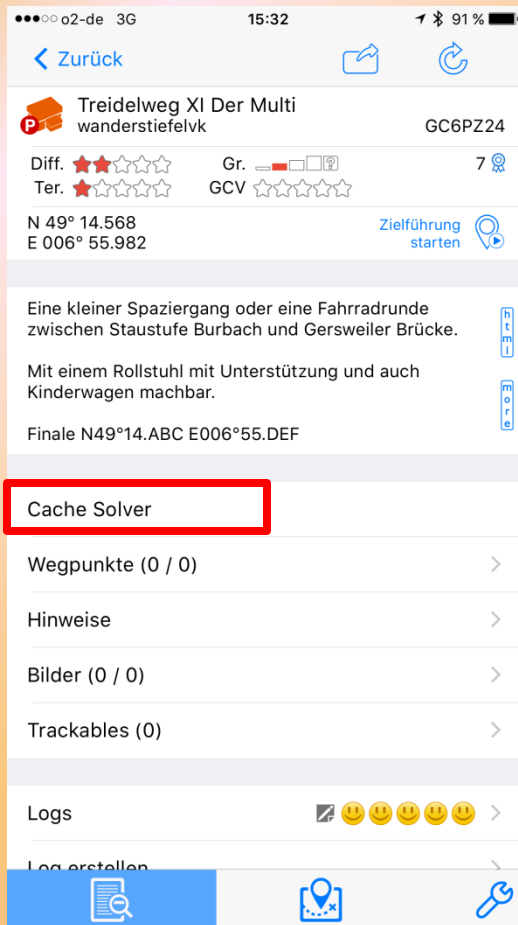 o2-de 3G 15:32 91 %
Zurück
Treidelweg XI Der Multi
P wanderstiefelvk GC6PZ24
Diff. Gr. ? 7
Ter. GCV
N 49° 14.568
E 006° 55.982
Zielführung
starten
Eine kleiner Spaziergang oder eine Fahrradrunde
zwischen Staustufe Burbach und Gersweiler Brücke.
html
Mit einem Rollstuhl mit Unterstützung und auch
Kinderwagen machbar.
more
Finale N49°14.ABC E006°55.DEF
Cache Solver
Wegpunkte (0 / 0)
Hinweise
Bilder (0 / 0)
Trackables (0)
Logs
Log erstellen